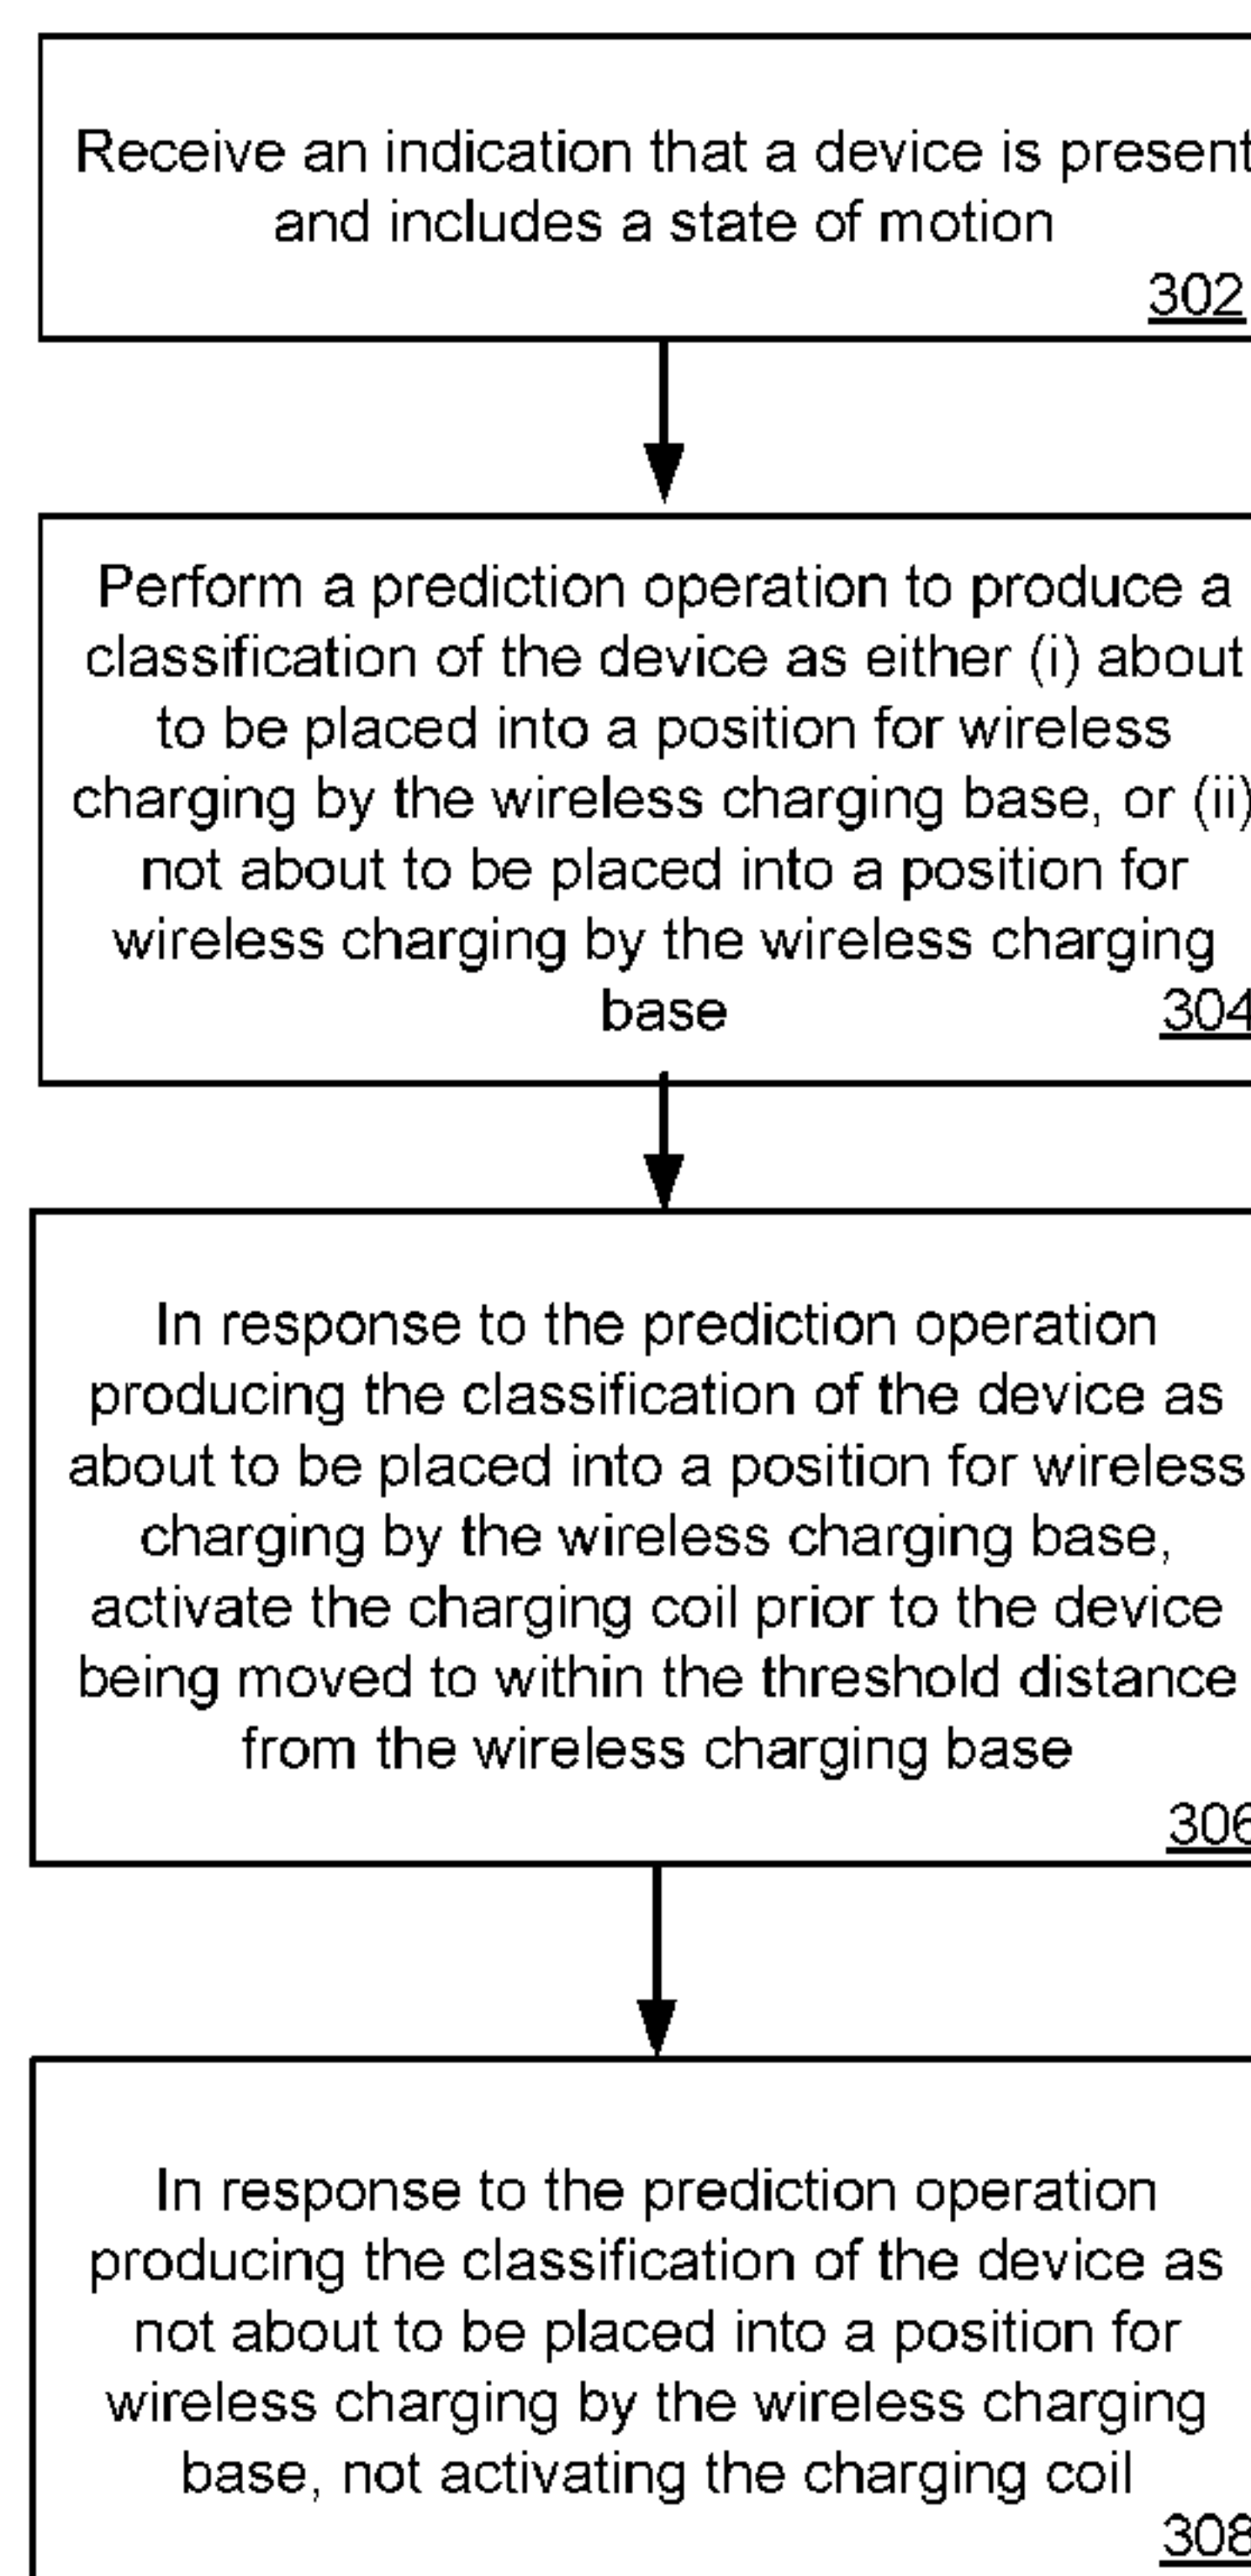 Receive an indication that a device is present
and includes a state of motion
302
Perform a prediction operation to produce a
classification of the device as either (i) about
to be placed into a position for wireless
charging by the wireless charging base, or (ii)
not about to be placed into a position for
wireless charging by the wireless charging
base
304
In response to the prediction operation
producing the classification of the device as
about to be placed into a position for wireless
charging by the wireless charging base,
activate the charging coil prior to the device
being moved to within the threshold distance
from the wireless charging base
306
In response to the prediction operation
producing the classification of the device as
not about to be placed into a position for
wireless charging by the wireless charging
base, not activating the charging coil
308